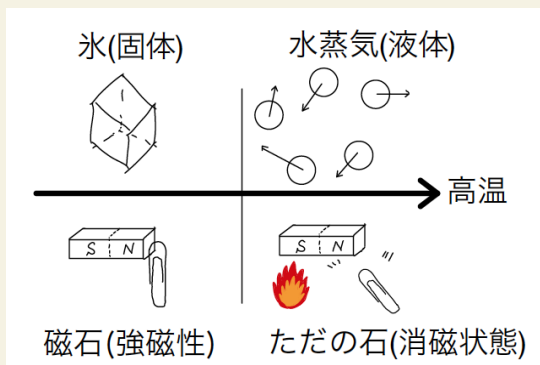 氷(固体)
水蒸気(液体)
高温
S N
S N
磁石(強磁性)
ただの石(消磁状態)